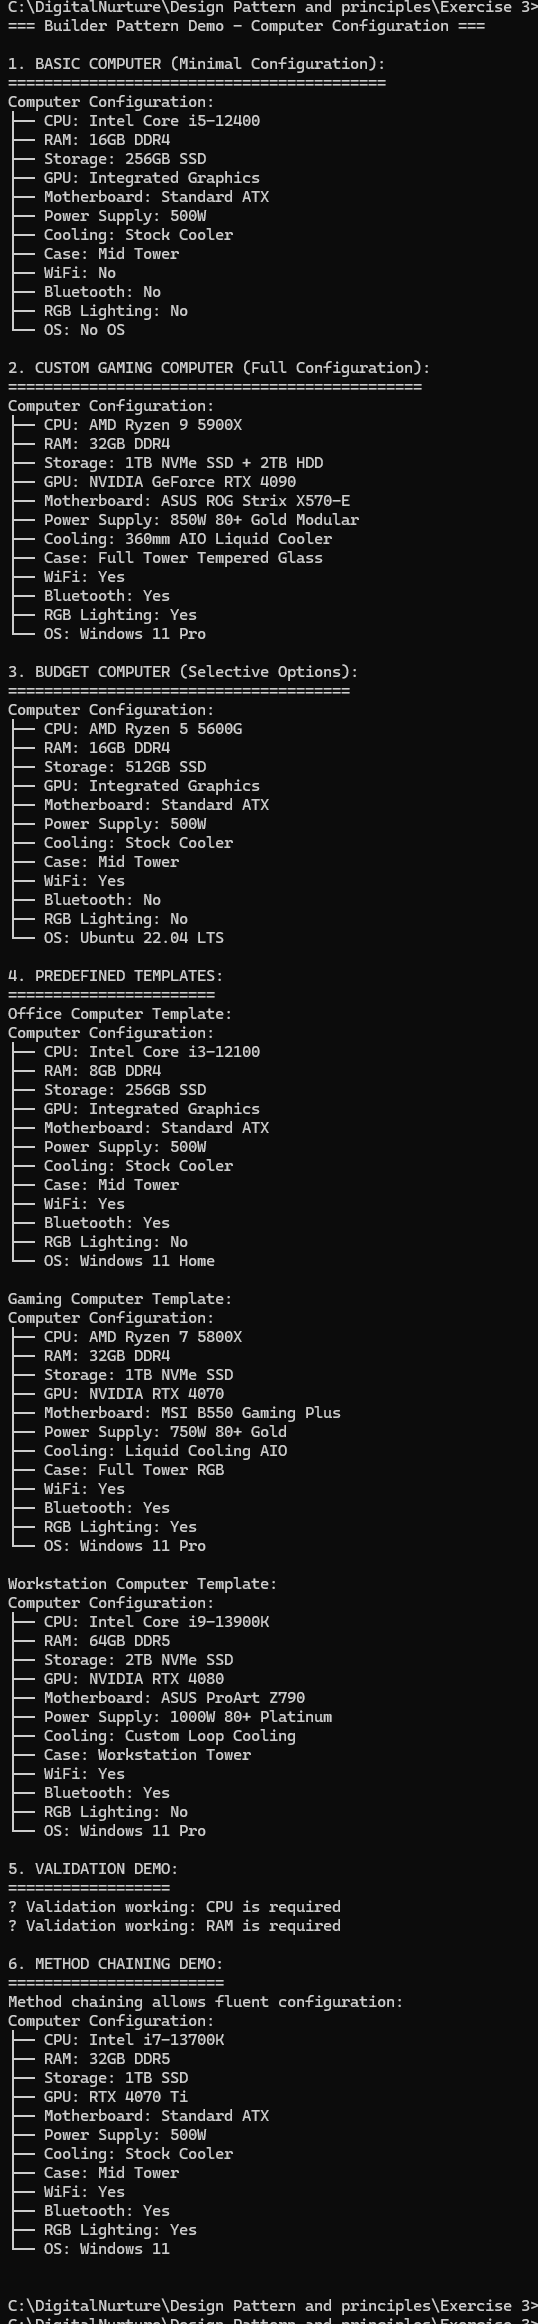 C:\DigitalNurture\Design Pattern and principles\Exercise 3>
=== Builder Pattern Demo - Computer Configuration ===
1. BASIC COMPUTER (Minimal Configuration):
==========================================
Computer Configuration:
├── CPU: Intel Core i5-12400
├── RAM: 16GB DDR4
├── Storage: 256GB SSD
├── GPU: Integrated Graphics
├── Motherboard: Standard ATX
├── Power Supply: 500W
├── Cooling: Stock Cooler
├── Case: Mid Tower
├── WiFi: No
├── Bluetooth: No
├── RGB Lighting: No
└── OS: No OS
2. CUSTOM GAMING COMPUTER (Full Configuration):
==============================================
Computer Configuration:
├── CPU: AMD Ryzen 9 5900X
├── RAM: 32GB DDR4
├── Storage: 1TB NVMe SSD + 2TB HDD
├── GPU: NVIDIA GeForce RTX 4090
├── Motherboard: ASUS ROG Strix X570-E
├── Power Supply: 850W 80+ Gold Modular
├── Cooling: 360mm AIO Liquid Cooler
├── Case: Full Tower Tempered Glass
├── WiFi: Yes
├── Bluetooth: Yes
├── RGB Lighting: Yes
└── OS: Windows 11 Pro
3. BUDGET COMPUTER (Selective Options):
======================================
Computer Configuration:
├── CPU: AMD Ryzen 5 5600G
├── RAM: 16GB DDR4
├── Storage: 512GB SSD
├── GPU: Integrated Graphics
├── Motherboard: Standard ATX
├── Power Supply: 500W
├── Cooling: Stock Cooler
├── Case: Mid Tower
├── WiFi: Yes
├── Bluetooth: No
├── RGB Lighting: No
└── OS: Ubuntu 22.04 LTS
4. PREDEFINED TEMPLATES:
=======================
Office Computer Template:
Computer Configuration:
├── CPU: Intel Core i3-12100
├── RAM: 8GB DDR4
├── Storage: 256GB SSD
├── GPU: Integrated Graphics
├── Motherboard: Standard ATX
├── Power Supply: 500W
├── Cooling: Stock Cooler
├── Case: Mid Tower
├── WiFi: Yes
├── Bluetooth: Yes
├── RGB Lighting: No
└── OS: Windows 11 Home
Gaming Computer Template:
Computer Configuration:
├── CPU: AMD Ryzen 7 5800X
├── RAM: 32GB DDR4
├── Storage: 1TB NVMe SSD
├── GPU: NVIDIA RTX 4070
├── Motherboard: MSI B550 Gaming Plus
├── Power Supply: 750W 80+ Gold
├── Cooling: Liquid Cooling AIO
├── Case: Full Tower RGB
├── WiFi: Yes
├── Bluetooth: Yes
├── RGB Lighting: Yes
└── OS: Windows 11 Pro
Workstation Computer Template:
Computer Configuration:
├── CPU: Intel Core i9-13900K
├── RAM: 64GB DDR5
├── Storage: 2TB NVMe SSD
├── GPU: NVIDIA RTX 4080
├── Motherboard: ASUS ProArt Z790
├── Power Supply: 1000W 80+ Platinum
├── Cooling: Custom Loop Cooling
├── Case: Workstation Tower
├── WiFi: Yes
├── Bluetooth: Yes
├── RGB Lighting: No
└── OS: Windows 11 Pro
5. VALIDATION DEMO:
==================
? Validation working: CPU is required
? Validation working: RAM is required
6. METHOD CHAINING DEMO:
========================
Method chaining allows fluent configuration:
Computer Configuration:
├── CPU: Intel i7-13700K
├── RAM: 32GB DDR5
├── Storage: 1TB SSD
├── GPU: RTX 4070 Ti
├── Motherboard: Standard ATX
├── Power Supply: 500W
├── Cooling: Stock Cooler
├── Case: Mid Tower
├── WiFi: Yes
├── Bluetooth: Yes
├── RGB Lighting: Yes
└── OS: Windows 11
C:\DigitalNurture\Design Pattern and principles\Exercise 3>
C:\DigitalNurture\Design Pattern and principles\Exercise 3>